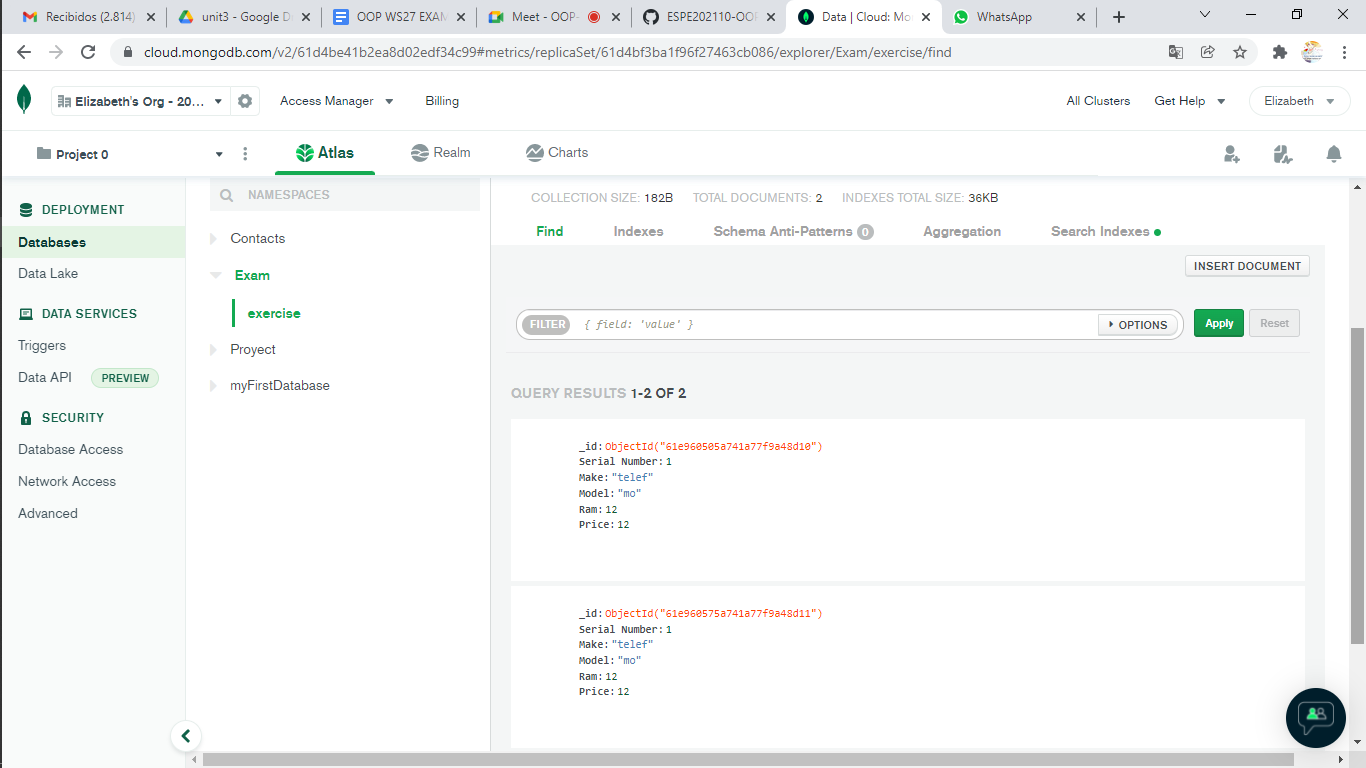 Recibidos (2.814)
unit3 - Google D
OOP WS27 EXAM
Meet - OOP-
ESPE202110-OOP
Data | Cloud: Mo
WhatsApp
cloud.mongodb.com/v2/61d4be41b2ea8d02edf34c99#metrics/replicaSet/61d4bf3ba1f96f27463cb086/explorer/Exam/exercise/find
Elizabeth's Org - 20...
Access Manager
Billing
All Clusters
Get Help
Elizabeth
Project 0
Atlas
Realm
Charts
DEPLOYMENT
Databases
Data Lake
DATA SERVICES
Triggers
Data API PREVIEW
SECURITY
Database Access
Network Access
Advanced
NAMESPACES
Contacts
Exam
exercise
Proyect
myFirstDatabase
COLLECTION SIZE: 182B TOTAL DOCUMENTS: 2 INDEXES TOTAL SIZE: 36KB
Find Indexes Schema Anti-Patterns 0 Aggregation Search Indexes
INSERT DOCUMENT
FILTER { field: 'value' } OPTIONS Apply Reset
QUERY RESULTS 1-2 OF 2
_id: ObjectId("61e960505a741a77f9a48d10")
Serial Number: 1
Make: "telef"
Model: "mo"
Ram: 12
Price: 12
_id: ObjectId("61e960575a741a77f9a48d11")
Serial Number: 1
Make: "telef"
Model: "mo"
Ram: 12
Price: 12